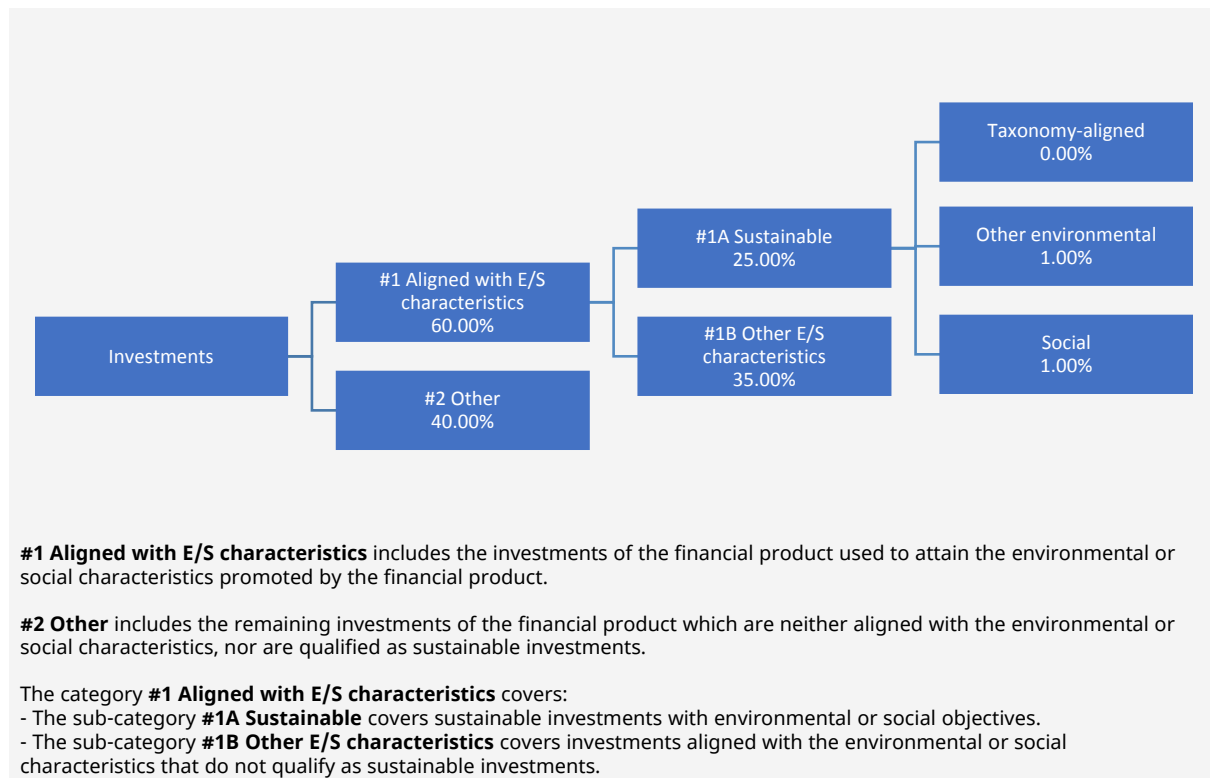 Investments
#1 Aligned with E/S
characteristics
60.00%
#2 Other
40.00%
#1A Sustainable
25.00%
#1B Other E/S
characteristics
35.00%
Taxonomy-aligned
0.00%
Other environmental
1.00%
Social
1.00%
#1 Aligned with E/S characteristics includes the investments of the financial product used to attain the environmental or
social characteristics promoted by the financial product.
#2 Other includes the remaining investments of the financial product which are neither aligned with the environmental or
social characteristics, nor are qualified as sustainable investments.
The category #1 Aligned with E/S characteristics covers:
- The sub-category #1A Sustainable covers sustainable investments with environmental or social objectives.
- The sub-category #1B Other E/S characteristics covers investments aligned with the environmental or social
characteristics that do not qualify as sustainable investments.